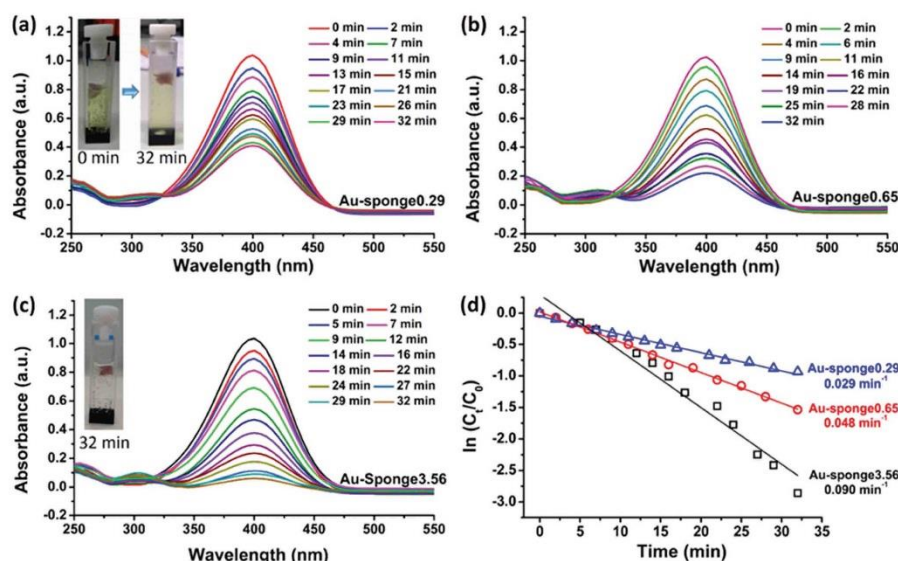 (a)
1.2
1.0
0.8
0.6
0.4
0.2
0.0
0.2
Absorbance (a.u.)
0 min
32 min
0 min 2 min
4 min 7 min
9 min 11 min
13 min 15 min
17 min 21 min
23 min 26 min
29 min 32 min
Au-sponge0.29
250 300 350 400 450 500 550
Wavelength (nm)
(b)
1.2
1.0
0.8
0.6
0.4
0.2
0.0
0.2
Absorbance (a.u.)
0 min 2 min
4 min 6 min
9 min 11 min
14 min 16 min
19 min 22 min
25 min 28 min
32 min
Au-sponge0.65
250 300 350 400 450 500 550
Wavelength (nm)
(c)
1.2
1.0
0.8
0.6
0.4
0.2
0.0
0.2
Absorbance (a.u.)
32 min
0 min 2 min
5 min 7 min
9 min 12 min
14 min 16 min
18 min 22 min
24 min 27 min
29 min 32 min
Au-Sponge3.56
250 300 350 400 450 500 550
Wavelength (nm)
(d)
0.0
-0.5
-1.0
-1.5
-2.0
-2.5
-3.0
ln (Cₜ/C₀)
Au-sponge0.29
0.029 min⁻¹
Au-sponge0.65
0.048 min⁻¹
Au-sponge3.56
0.090 min⁻¹
0 5 10 15 20 25 30 35
Time (min)